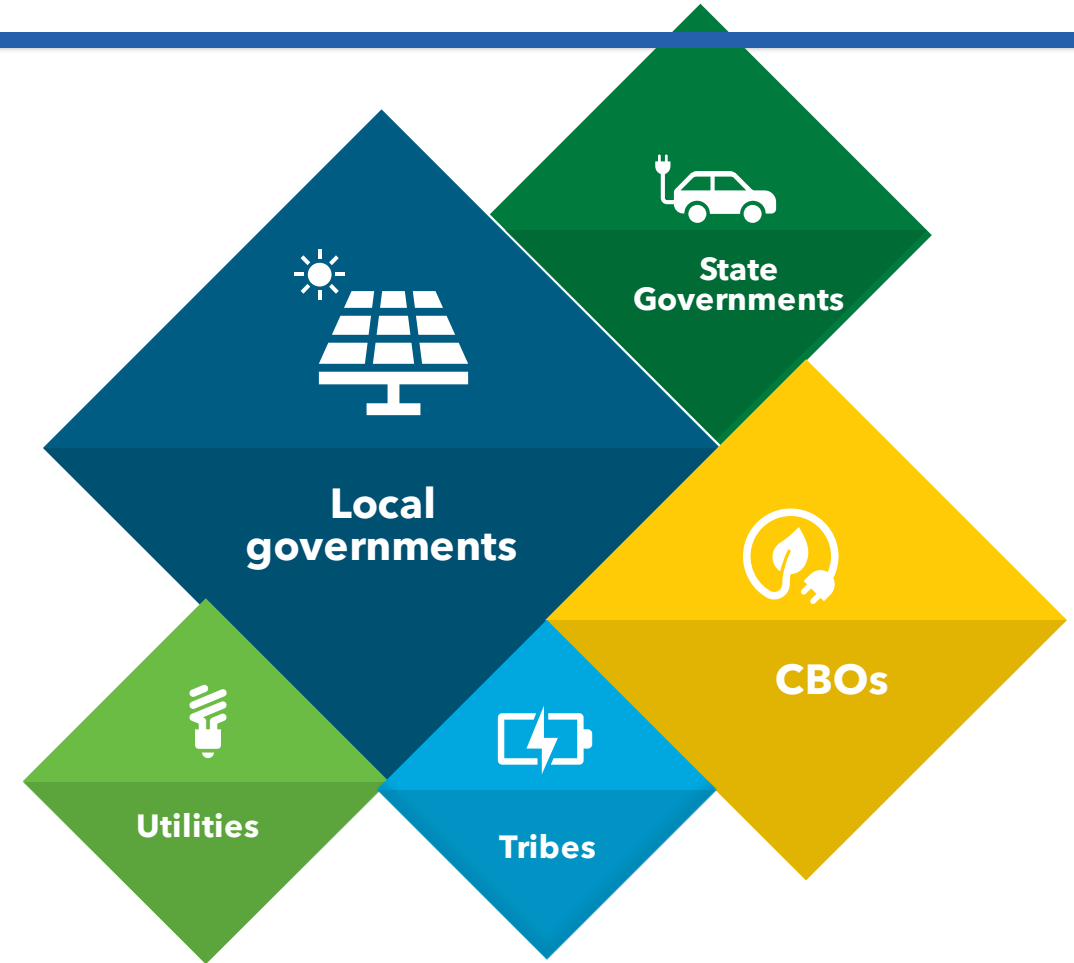 State
Governments
Local
governments
CBOs
Utilities
Tribes